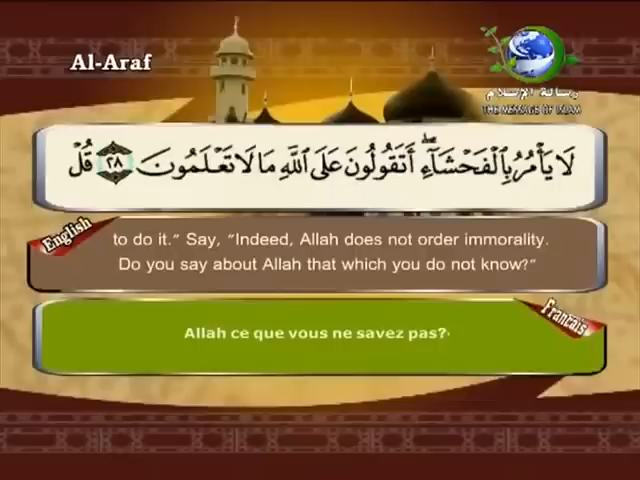 Al-Araf
رسالة الإسلام
THE MESSAGE OF ISLAM
لَا يَأْمُرُ بِالْفَحْشَاءِ ۖ أَتَقُولُونَ عَلَى اللَّهِ مَا لَا تَعْلَمُونَ ٢٨ قُلْ
English
to do it.” Say, “Indeed, Allah does not order immorality.
Do you say about Allah that which you do not know?”
Francais
Allah ce que vous ne savez pas?